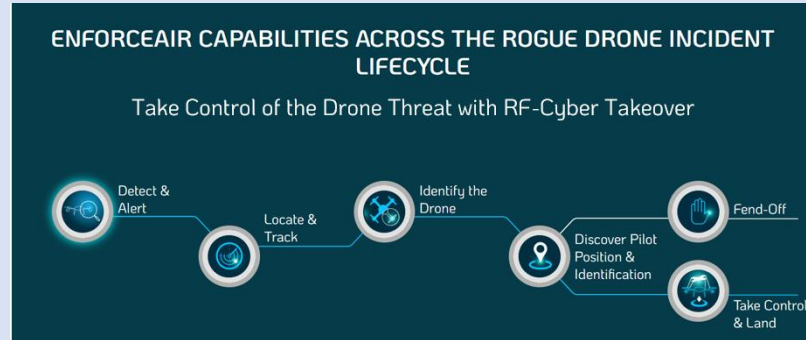 ENFORCEAIR CAPABILITIES ACROSS THE ROGUE DRONE INCIDENT
LIFECYCLE
Take Control of the Drone Threat with RF-Cyber Takeover
Detect &
Alert
Locate &
Track
Identify the
Drone
Discover Pilot
Position &
Identification
Fend-Off
Take Control
& Land